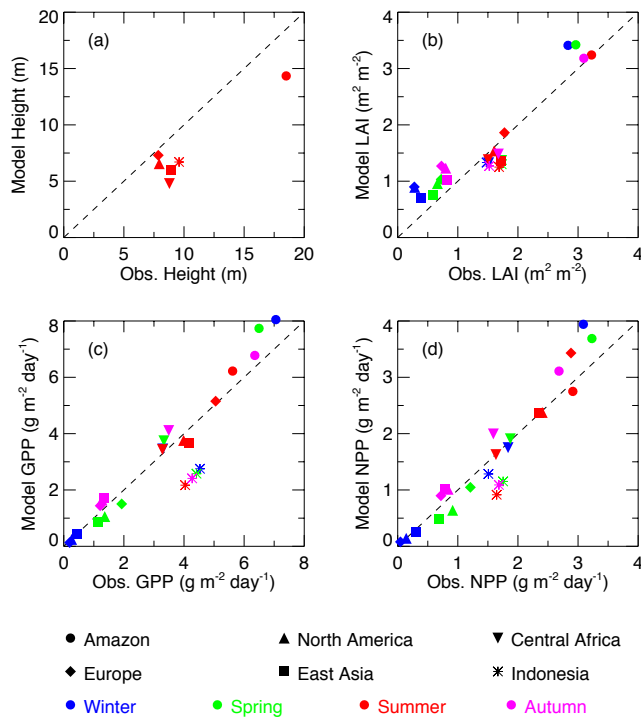 (a)
20
15
10
5
0
Model Height (m)
0 5 10 15 20
Obs. Height (m)
(b)
4
3
2
1
0
Model LAI (m² m⁻²)
0 1 2 3 4
Obs. LAI (m² m⁻²)
(c)
8
6
4
2
0
Model GPP (g m⁻² day⁻¹)
0 2 4 6 8
Obs. GPP (g m⁻² day⁻¹)
(d)
4
3
2
1
0
Model NPP (g m⁻² day⁻¹)
0 1 2 3 4
Obs. NPP (g m⁻² day⁻¹)
Amazon North America Central Africa
Europe East Asia Indonesia
Winter Spring Summer Autumn